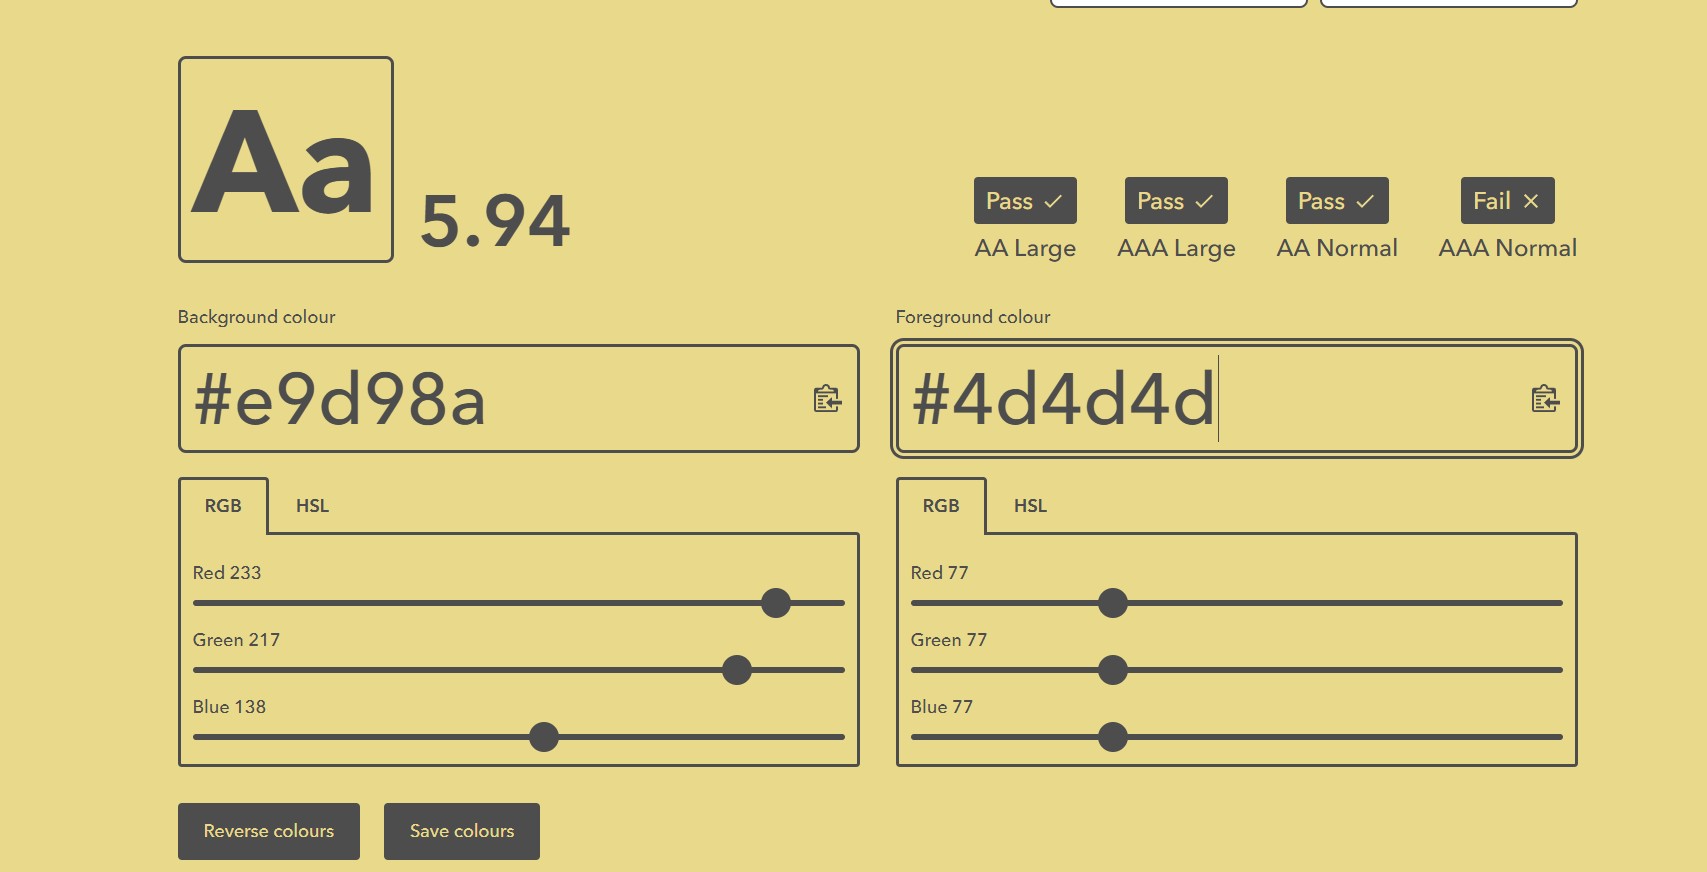 Aa
5.94
Pass
Pass
Pass
Fail
AA Large
AAA Large
AA Normal
AAA Normal
Background colour
#e9d98a
Foreground colour
#4d4d4d
RGB
HSL
Red 233
Green 217
Blue 138
RGB
HSL
Red 77
Green 77
Blue 77
Reverse colours
Save colours